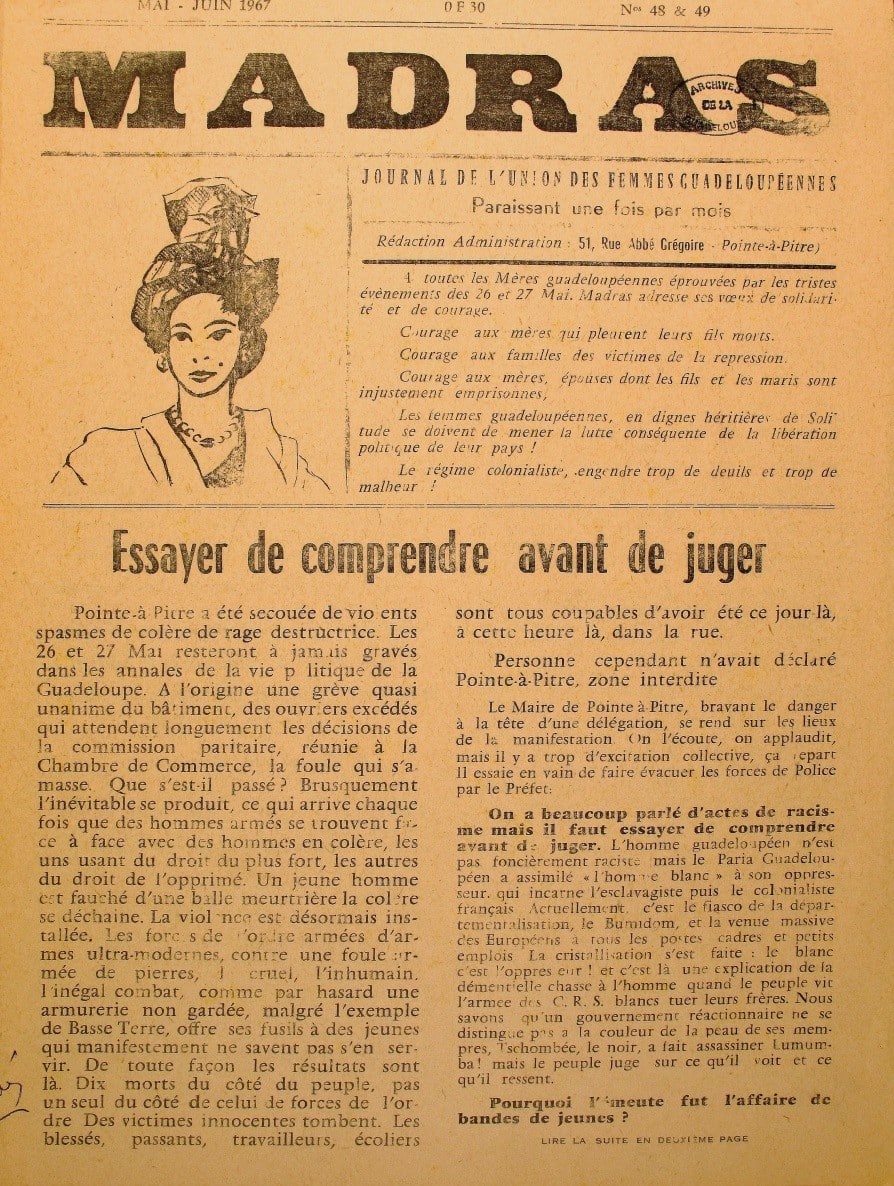 MAI - JUIN 1967
0 F 30
Nos 48 & 49
MADRAS
ARCHIVES
DE LA
GUADELOUPE
JOURNAL DE L'UNION DES FEMMES GUADELOUPÉENNES
Paraissant une fois par mois
Rédaction Administration : 51, Rue Abbé Grégoire - Pointe-à-Pitre)
A toutes les Mères guadeloupéennes éprouvées par les tristes
évènements des 26 et 27 Mai. Madras adresse ses vœux de solidari-
té et de courage.
Courage aux mères qui pleurent leurs fils morts.
Courage aux familles des victimes de la repression.
Courage aux mères, épouses dont les fils et les maris sont
injustement emprisonnes,
Les femmes guadeloupéennes, en dignes héritières de Soli-
tude se doivent de mener la lutte conséquente de la libération
politique de leur pays !
Le régime colonialiste, engendre trop de deuils et trop de
malheur !
Essayer de comprendre avant de juger
Pointe-à Pitre a été secouée de vio ents
spasmes de colère de rage destructrice. Les
26 et 27 Mai resteront à jamais gravés
dans les annales de la vie p litique de la
Guadeloupe. A l'origine une grève quasi
unanime du bâtiment, des ouvriers excédés
qui attendent longuement les décisions de
la commission paritaire, réunie à la
Chambre de Commerce, la foule qui s'a-
masse. Que s'est-il passé ? Brusquement
l'inévitable se produit, ce qui arrive chaque
fois que des hommes armés se trouvent fa-
ce à face avec des hommes en colère, les
uns usant du droit du plus fort, les autres
du droit de l'opprimé. Un jeune homme
est fauché d'une balle meurtrière la colère
se déchaine. La violence est désormais ins-
tallée. Les forces de l'ordre armées d'ar-
mes ultra-modernes, contre une foule ar-
mée de pierres, l cruel, l'inhumain,
l'inégal combat, comme par hasard une
armurerie non gardée, malgré l'exemple
de Basse Terre, offre ses fusils à des jeunes
qui manifestement ne savent pas s'en ser-
vir. De toute façon les résultats sont
là. Dix morts du côté du peuple, pas
un seul du côté de celui de forces de l'or-
dre Des victimes innocentes tombent. Les
blessés, passants, travailleurs, écoliers
sont tous coupables d'avoir été ce jour là,
à cette heure là, dans la rue.
Personne cependant n'avait déclaré
Pointe-à-Pitre, zone interdite
Le Maire de Pointe à-Pitre, bravant le danger
à la tête d'une délégation, se rend sur les lieux
de la manifestation On l'écoute, on applaudit,
mais il y a trop d'excitation collective, ça repart
Il essaie en vain de faire évacuer les forces de Police
par le Préfet:
On a beaucoup parlé d'actes de racis-
me mais il faut essayer de comprendre
avant de juger. L'homme guadeloupéen n'est
pas foncièrement raciste mais le Paria Guadelou-
péen a assimilé « l'homme blanc » à son oppres-
seur. qui incarne l'esclavagiste puis le colonialiste
français Actuellement, c'est le fiasco de la dépar-
tementalisation, le Bumidom, et la venue massive
des Européens à tous les postes cadres et petits
emplois La cristallisation s'est faite : le blanc
c'est l'oppresseur ! et c'est là une explication de la
démentielle chasse à l'homme quand le peuple vit
l'armée des C. R. S. blancs tuer leurs frères. Nous
savons qu'un gouvernement réactionnaire ne se
distingue pas a la couleur de la peau de ses mem-
pres, Tschombée, le noir, a fait assassiner Lumum-
ba ! mais le peuple juge sur ce qu'il voit et ce
qu'il ressent.
Pourquoi l'émeute fut l'affaire de
bandes de jeunes ?
LIRE LA SUITE EN DEUXIÈME PAGE